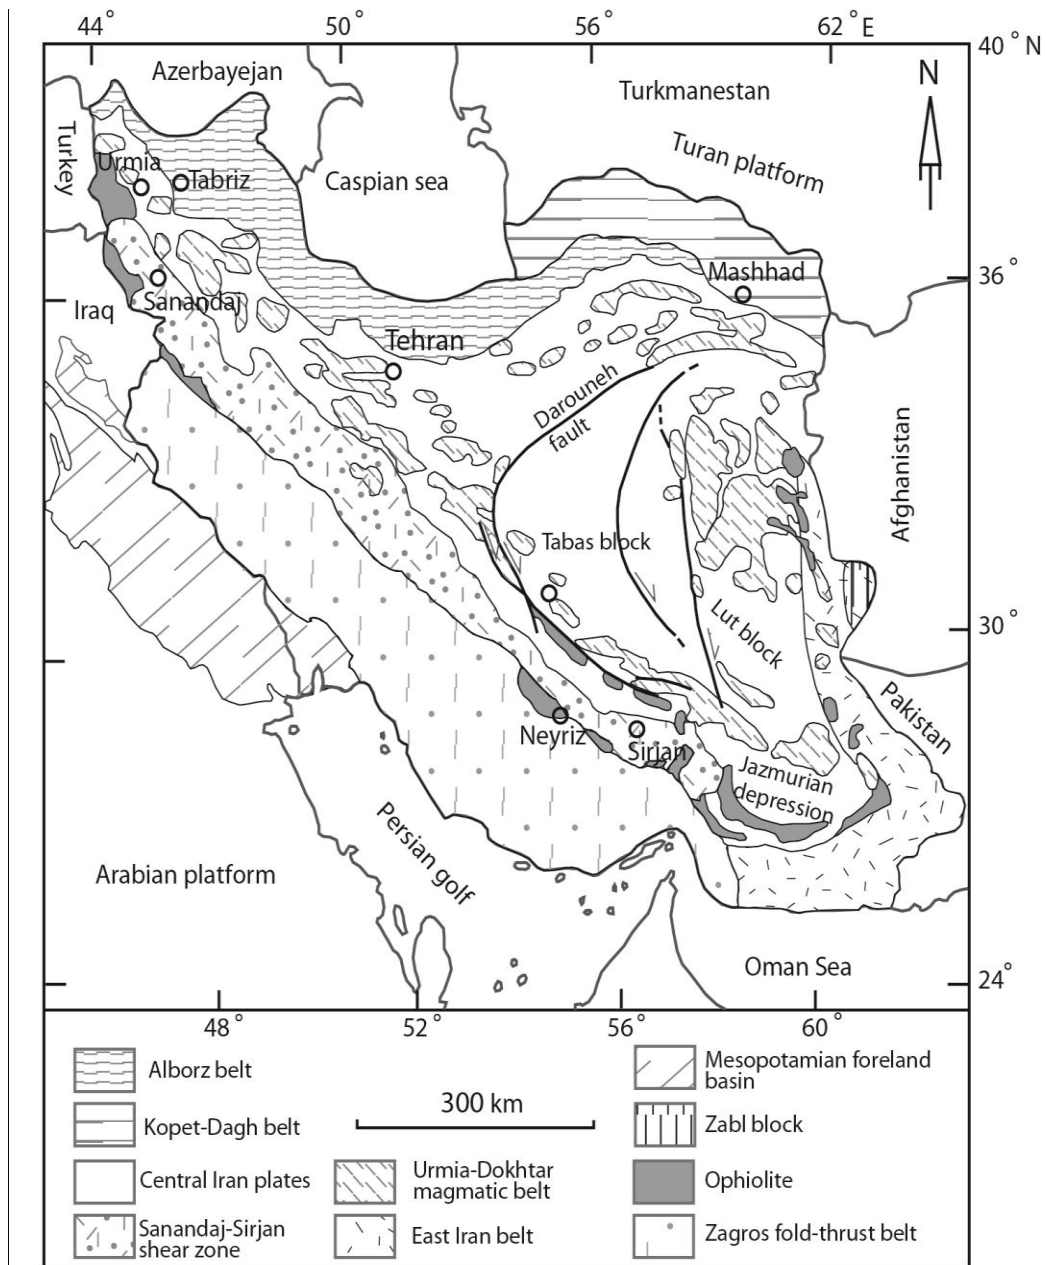 44°
50°
56°
62° E
40° N
Azerbayejan
Turkmanestan
N
Turkey
Turan platform
Urmia
Tabriz
Caspian sea
Mashhad
36°
Iraq
Sanandaj
Tehran
Darouneh
fault
Afghanistan
Tabas block
Lut block
30°
Pakistan
Neyriz
Sirjan
Jazmurian
depression
Persian golf
Arabian platform
Oman Sea
24°
48°
52°
56°
60°
Alborz belt
Mesopotamian foreland
basin
300 km
Kopet-Dagh belt
Zabl block
Central Iran plates
Urmia-Dokhtar
magmatic belt
Ophiolite
Sanandaj-Sirjan
shear zone
East Iran belt
Zagros fold-thrust belt